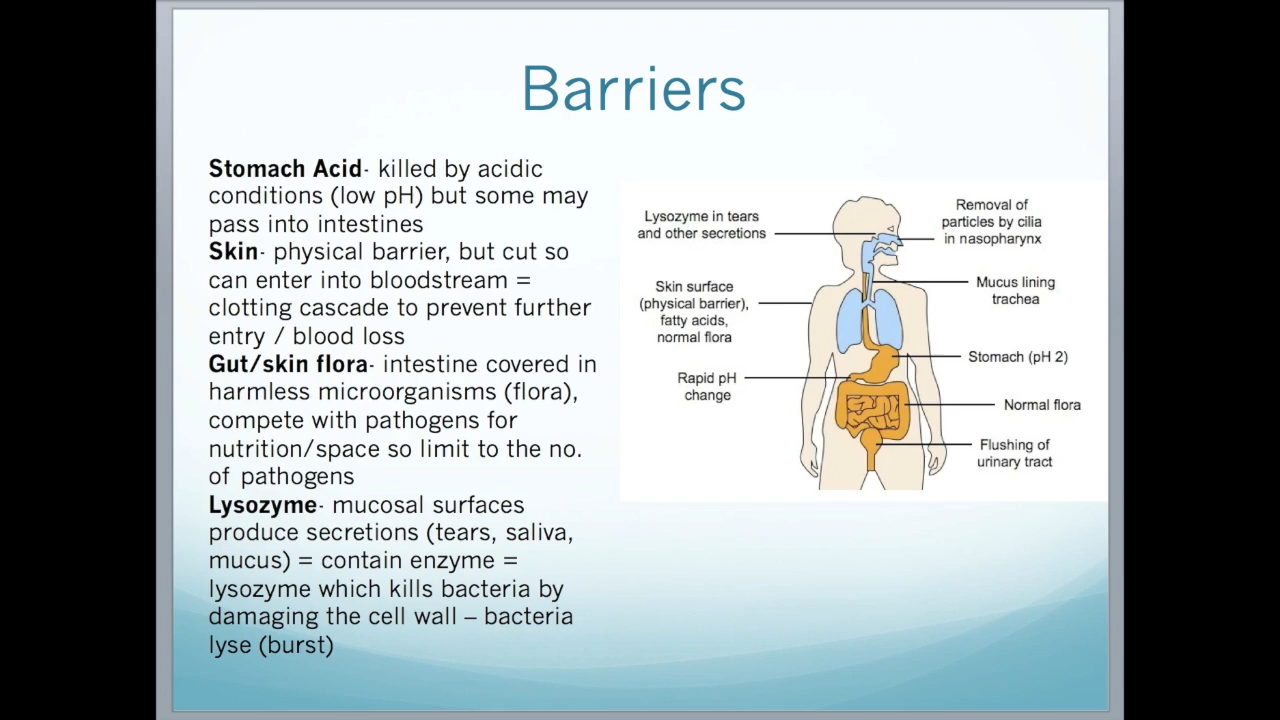 Barriers
Stomach Acid- killed by acidic
conditions (low pH) but some may
pass into intestines
Skin- physical barrier, but cut so
can enter into bloodstream =
clotting cascade to prevent further
entry / blood loss
Gut/skin flora- intestine covered in
harmless microorganisms (flora),
compete with pathogens for
nutrition/space so limit to the no.
of pathogens
Lysozyme- mucosal surfaces
produce secretions (tears, saliva,
mucus) = contain enzyme =
lysozyme which kills bacteria by
damaging the cell wall – bacteria
lyse (burst)
Lysozyme in tears
and other secretions
Skin surface
(physical barrier),
fatty acids,
normal flora
Rapid pH
change
Removal of
particles by cilia
in nasopharynx
Mucus lining
trachea
Stomach (pH 2)
Normal flora
Flushing of
urinary tract